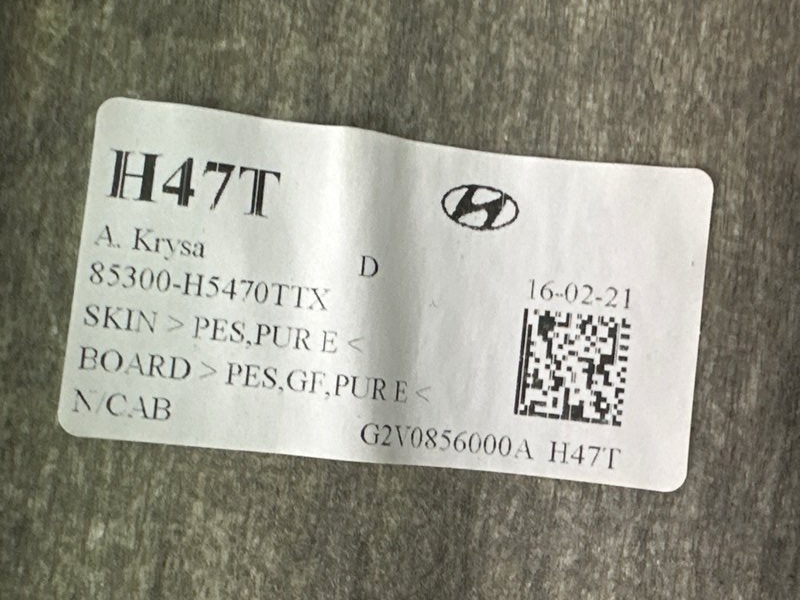 H47T
A. Krysa
D
85300-H5470TTX
16-02-21
SKIN > PES,PUR E <
BOARD > PES,GF,PUR E <
N/CAB
G2V0856000A H47T